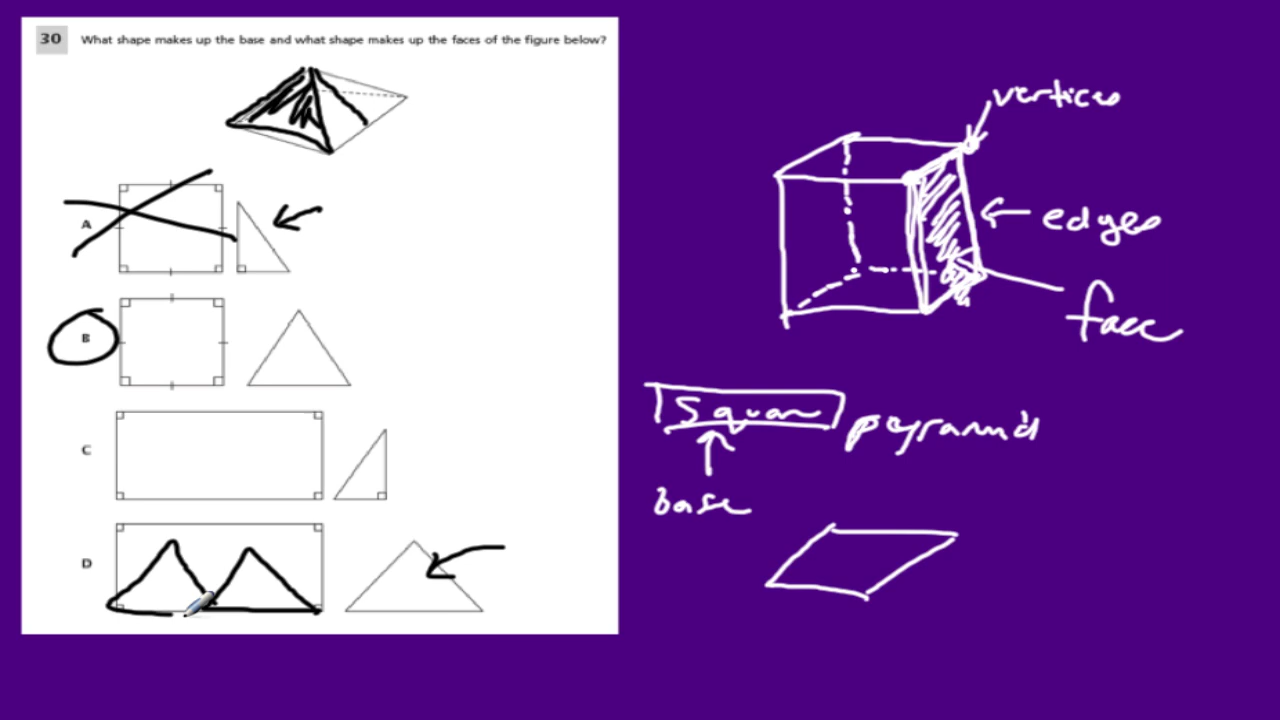 30 What shape makes up the base and what shape makes up the faces of the figure below?
A
B
C
D
vertices
edges
face
Square pyramid
base